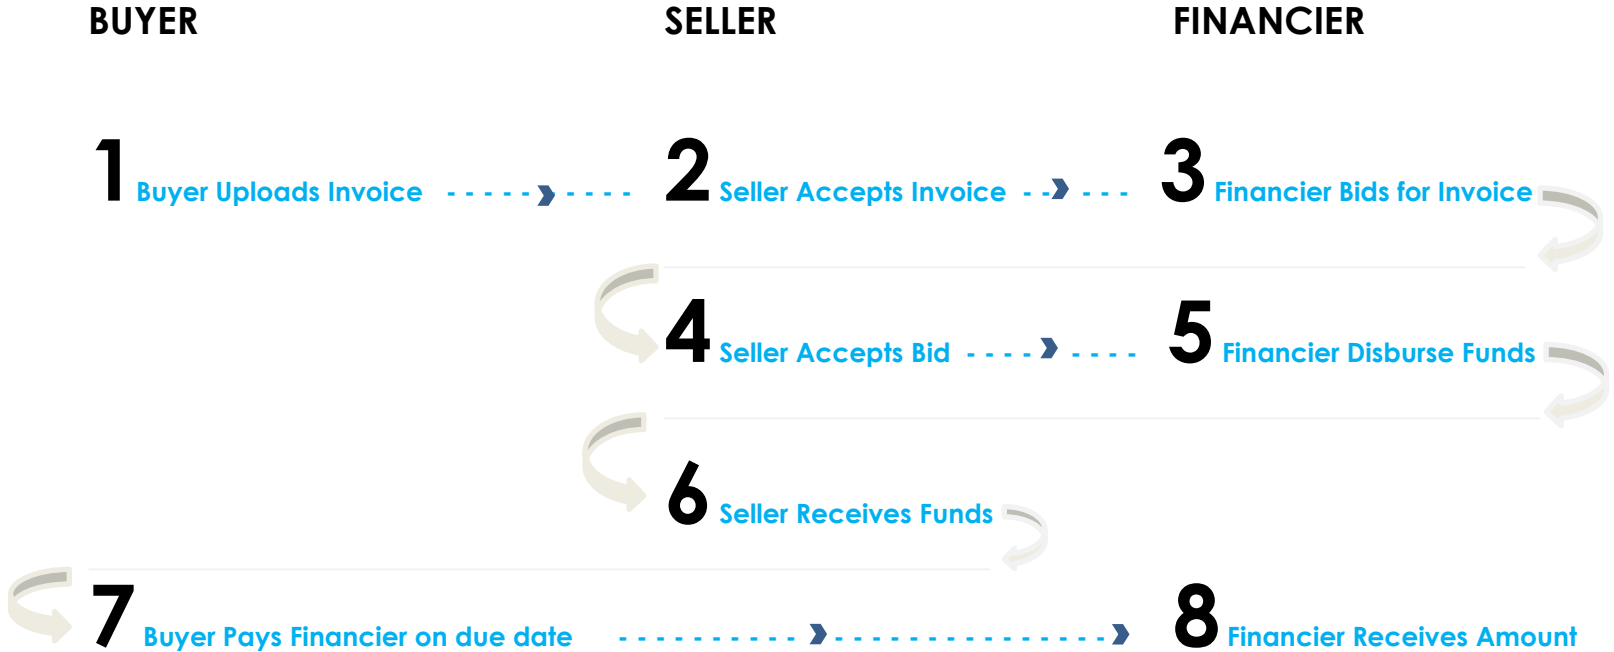 BUYER SELLER FINANCIER
1 Buyer Uploads Invoice 2 Seller Accepts Invoice 3 Financier Bids for Invoice
4 Seller Accepts Bid 5 Financier Disburse Funds
6 Seller Receives Funds
7 Buyer Pays Financier on due date 8 Financier Receives Amount